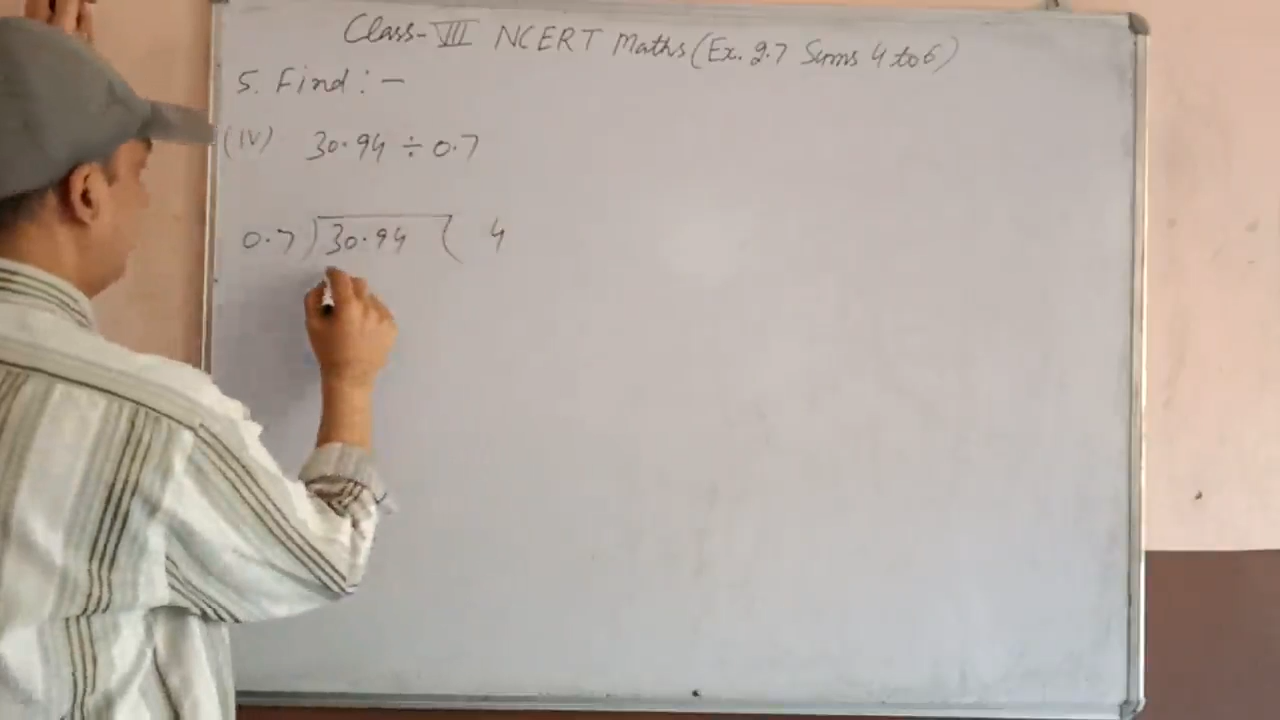 Class-VII NCERT Maths (Ex. 2.7 Sums 4 to 6)
5. Find :-
(IV) 30.94 ÷ 0.7
0.7)30.94( 4